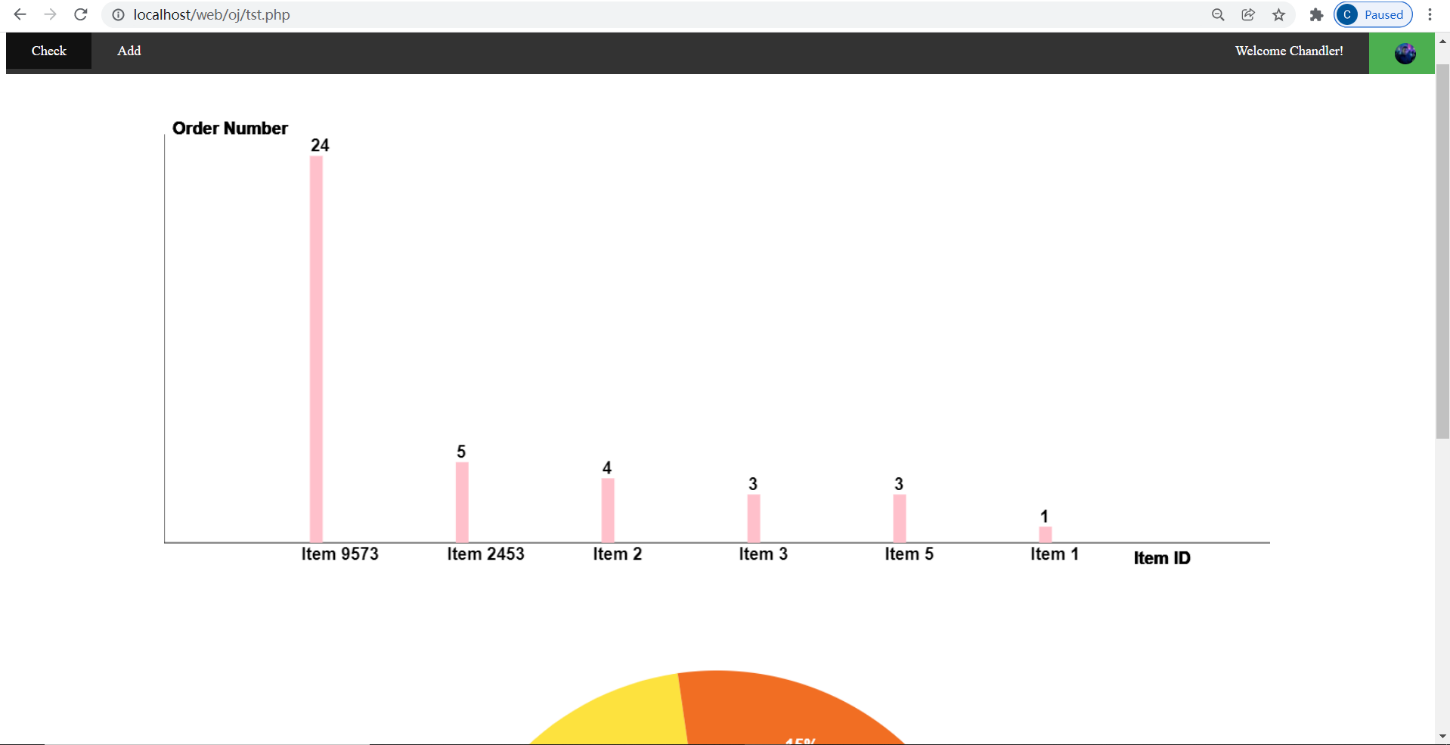 localhost/web/oj/tst.php
C Paused
Check Add Welcome Chandler!
Order Number
24
5
4
3
3
1
Item 9573 Item 2453 Item 2 Item 3 Item 5 Item 1
Item ID